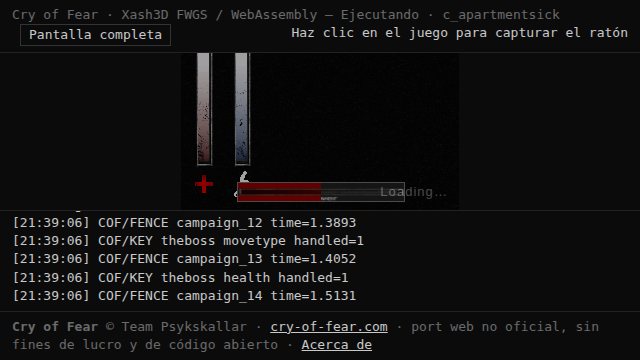 Cry of Fear · Xash3D FWGS / WebAssembly — Ejecutando · c_apartmentsick
Pantalla completa
Haz clic en el juego para capturar el ratón
Loading...
[21:39:06] COF/FENCE campaign_12 time=1.3893
[21:39:06] COF/KEY theboss movetype handled=1
[21:39:06] COF/FENCE campaign_13 time=1.4052
[21:39:06] COF/KEY theboss health handled=1
[21:39:06] COF/FENCE campaign_14 time=1.5131
Cry of Fear © Team Psykskallar · cry-of-fear.com · port web no oficial, sin
fines de lucro y de código abierto · Acerca de